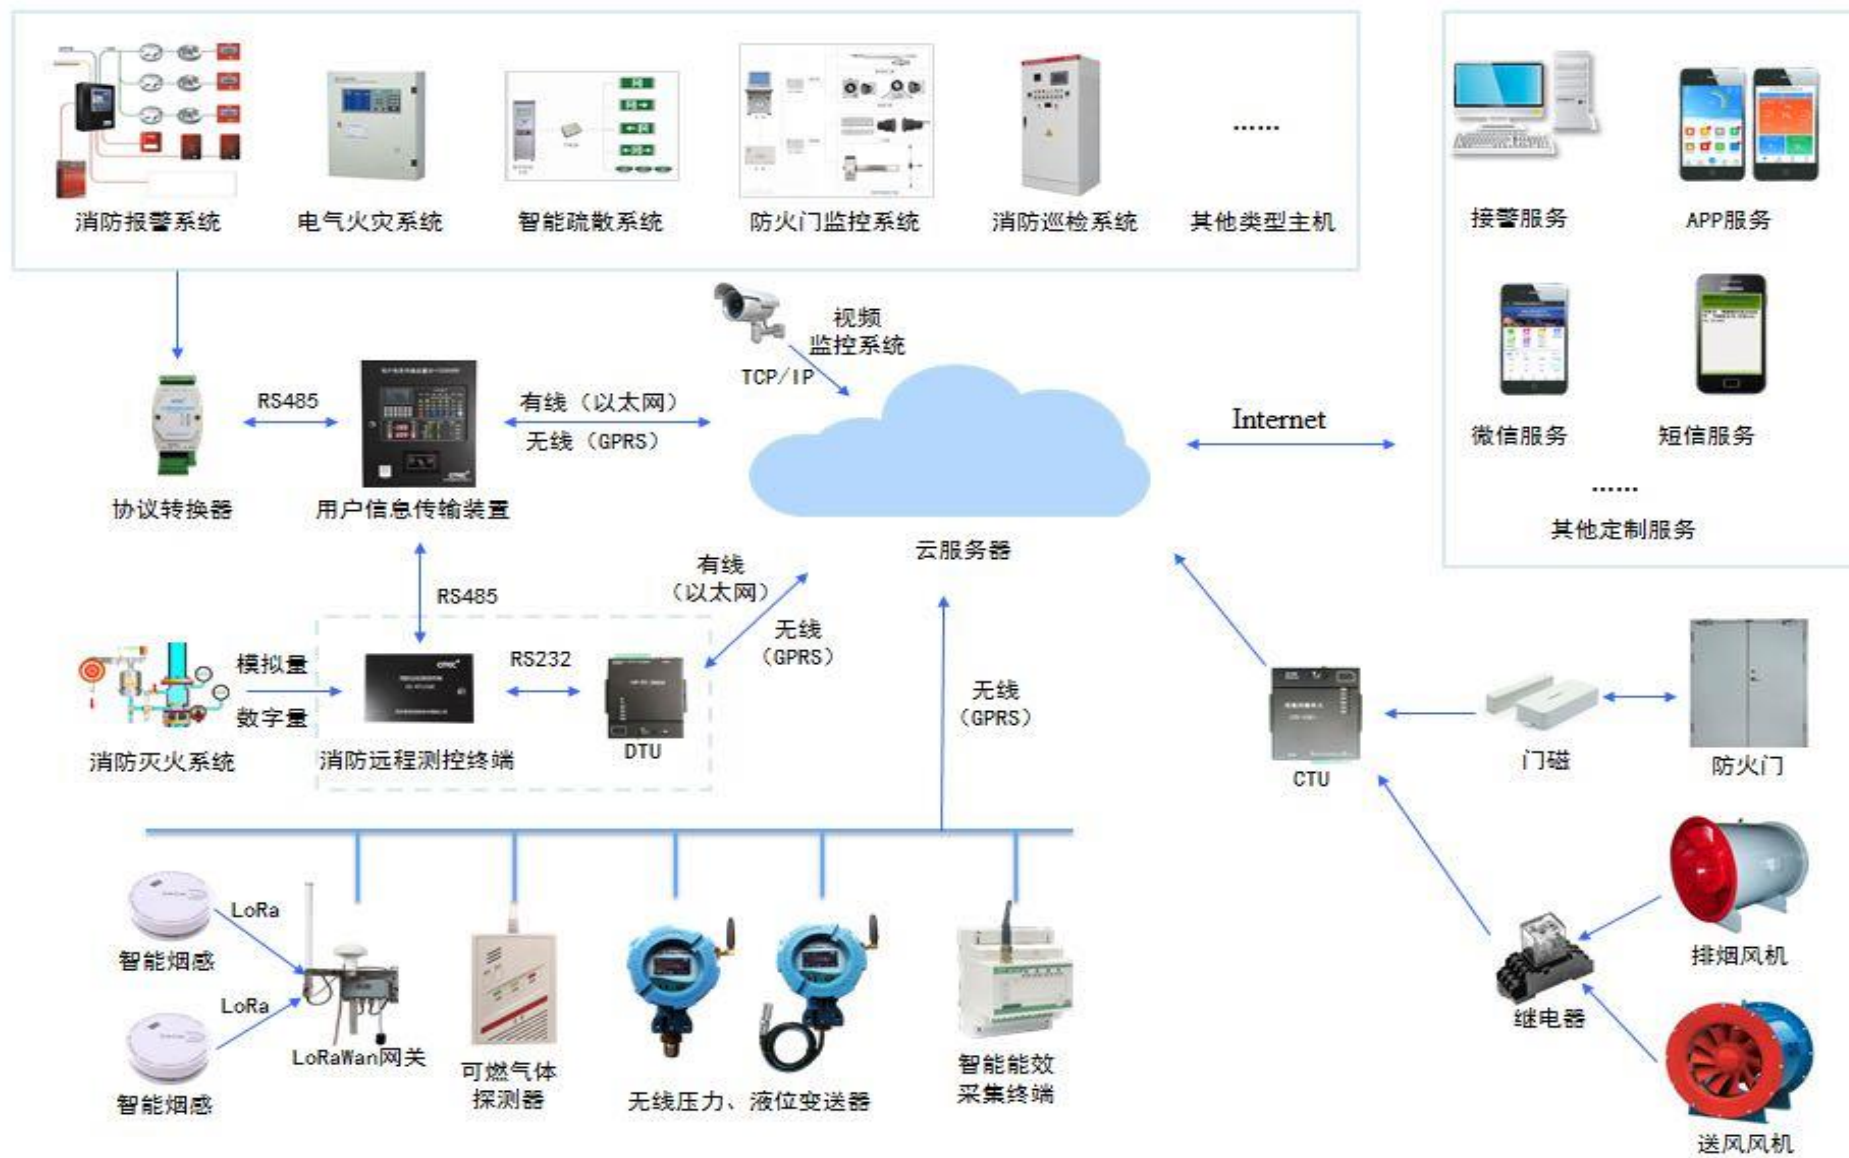 消防报警系统
电气火灾系统
智能疏散系统
防火门监控系统
消防巡检系统
······
其他类型主机
接警服务
APP服务
微信服务
短信服务
······
其他定制服务
视频
监控系统
TCP/IP
RS485
有线（以太网）
无线（GPRS）
Internet
协议转换器
用户信息传输装置
云服务器
RS485
有线
（以太网）
无线
（GPRS）
模拟量
数字量
RS232
消防灭火系统
消防远程测控终端
DTU
无线
（GPRS）
CTU
门磁
防火门
LoRa
智能烟感
LoRa
智能烟感
LoRaWan网关
可燃气体
探测器
无线压力、液位变送器
智能能效
采集终端
继电器
排烟风机
送风风机